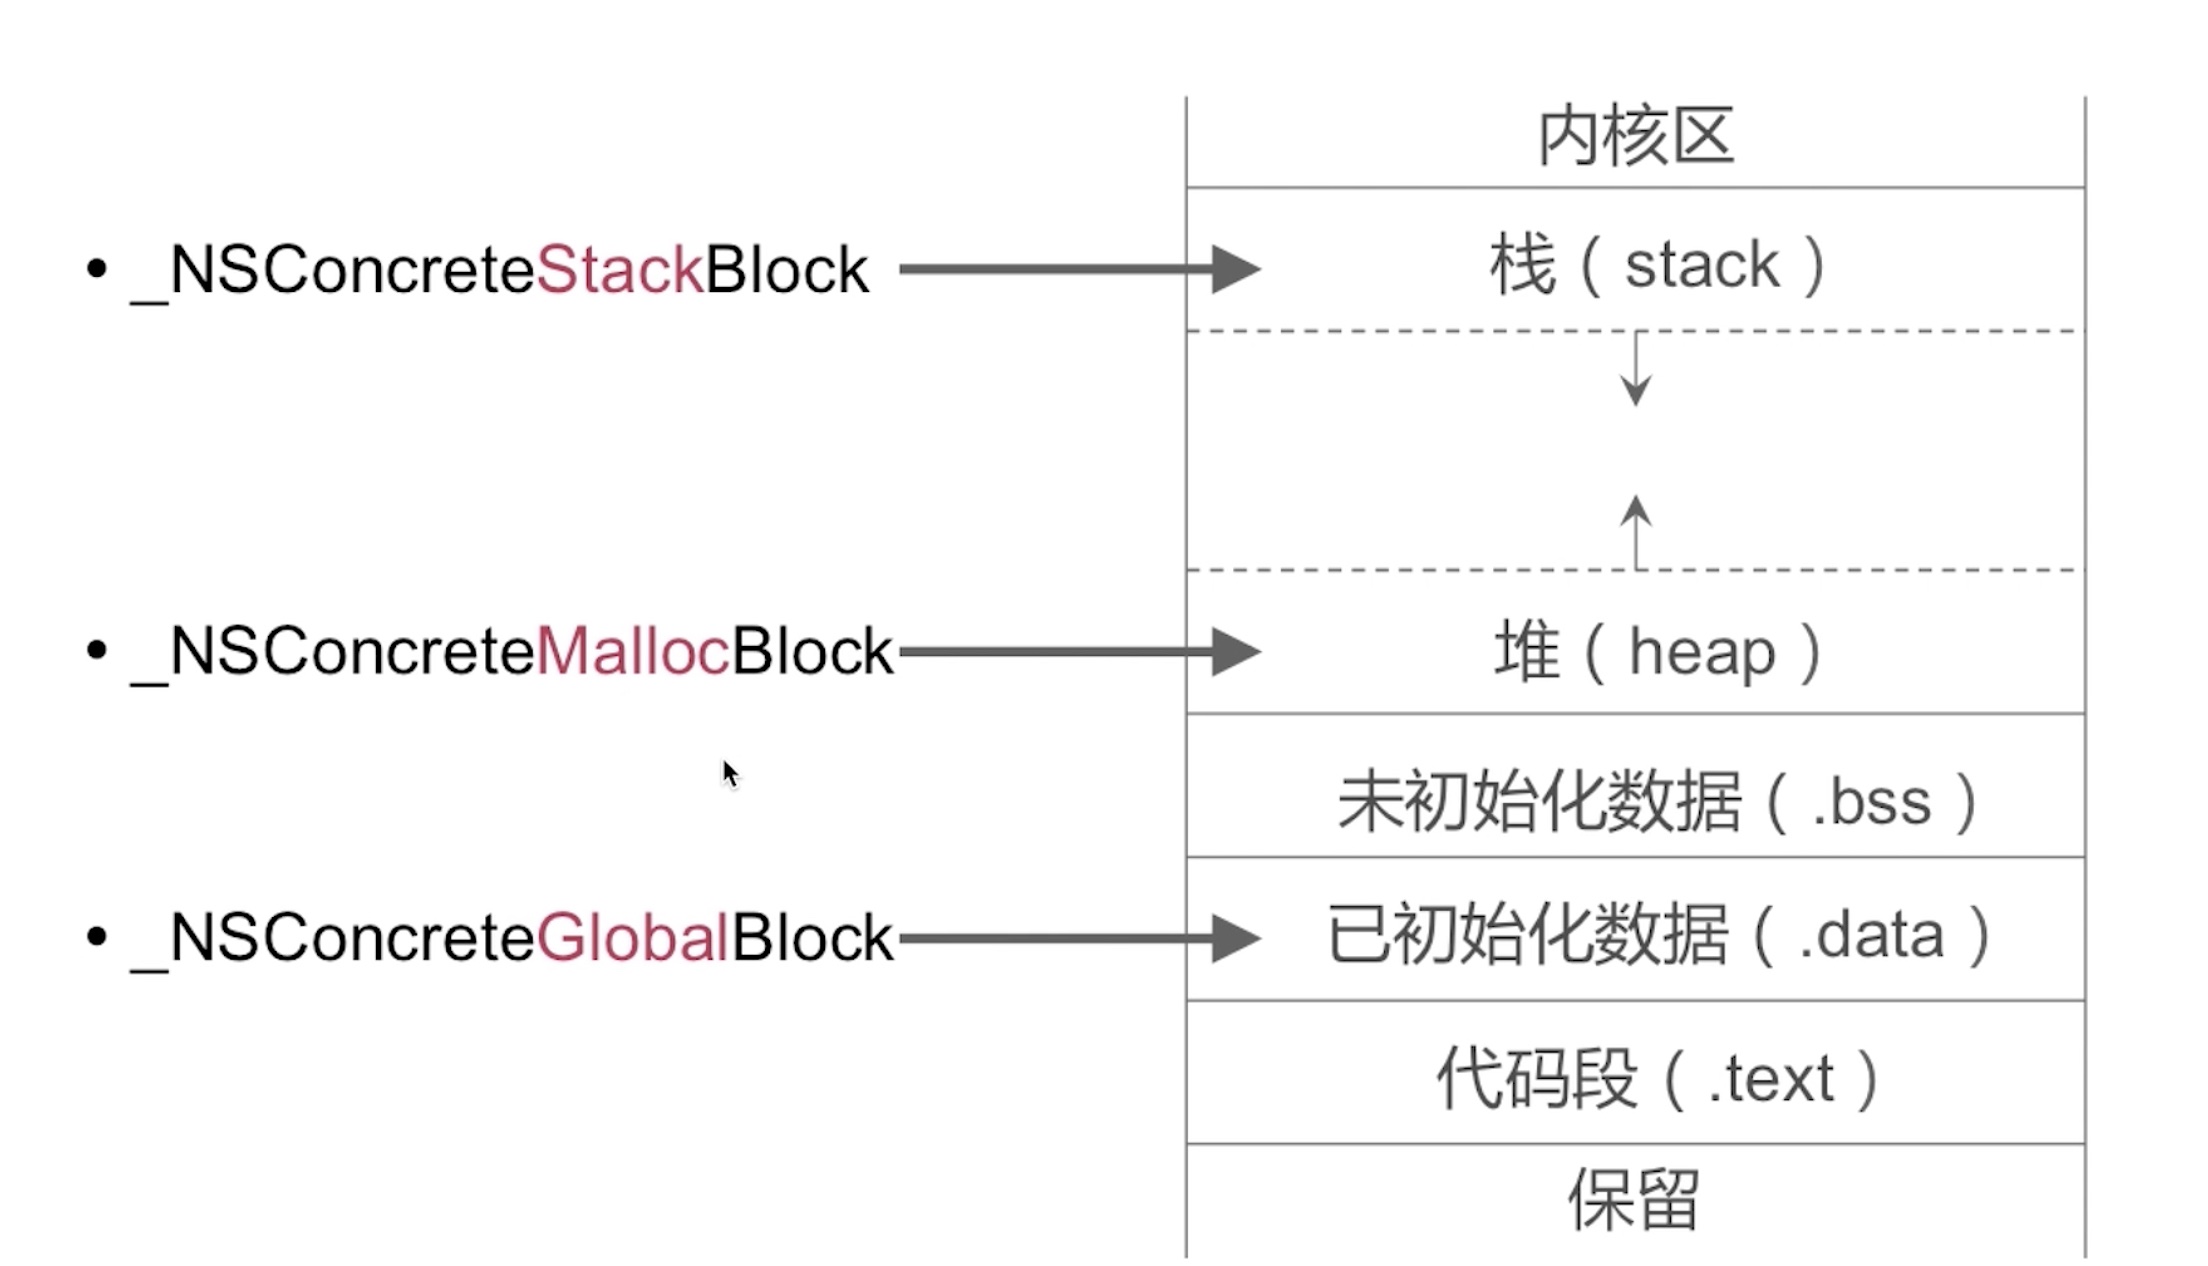 内核区
• _NSConcreteStackBlock
栈（stack）
• _NSConcreteMallocBlock
堆（heap）
未初始化数据（.bss）
• _NSConcreteGlobalBlock
已初始化数据（.data）
代码段（.text）
保留